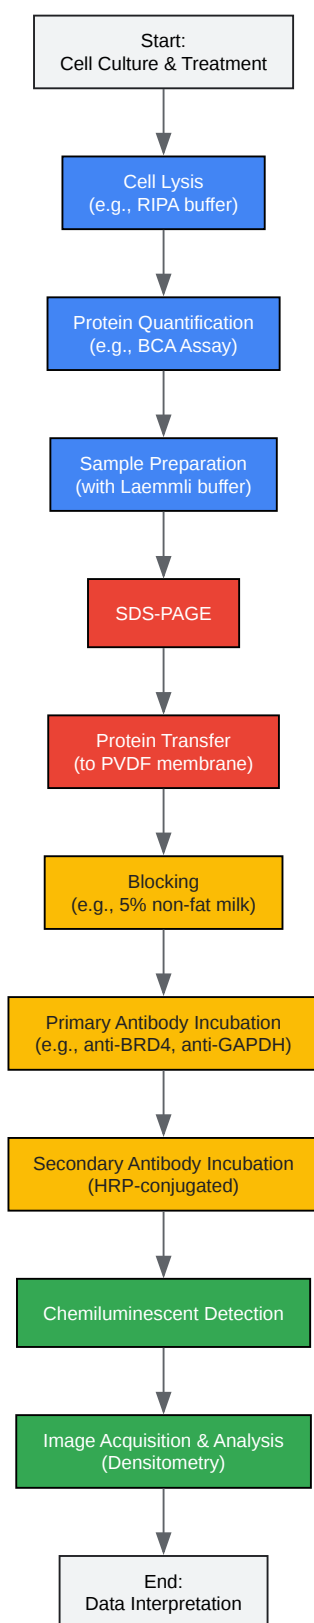 Start:
Cell Culture & Treatment
Cell Lysis
(e.g., RIPA buffer)
Protein Quantification
(e.g., BCA Assay)
Sample Preparation
(with Laemmli buffer)
SDS-PAGE
Protein Transfer
(to PVDF membrane)
Blocking
(e.g., 5% non-fat milk)
Primary Antibody Incubation
(e.g., anti-BRD4, anti-GAPDH)
Secondary Antibody Incubation
(HRP-conjugated)
Chemiluminescent Detection
Image Acquisition & Analysis
(Densitometry)
End:
Data Interpretation